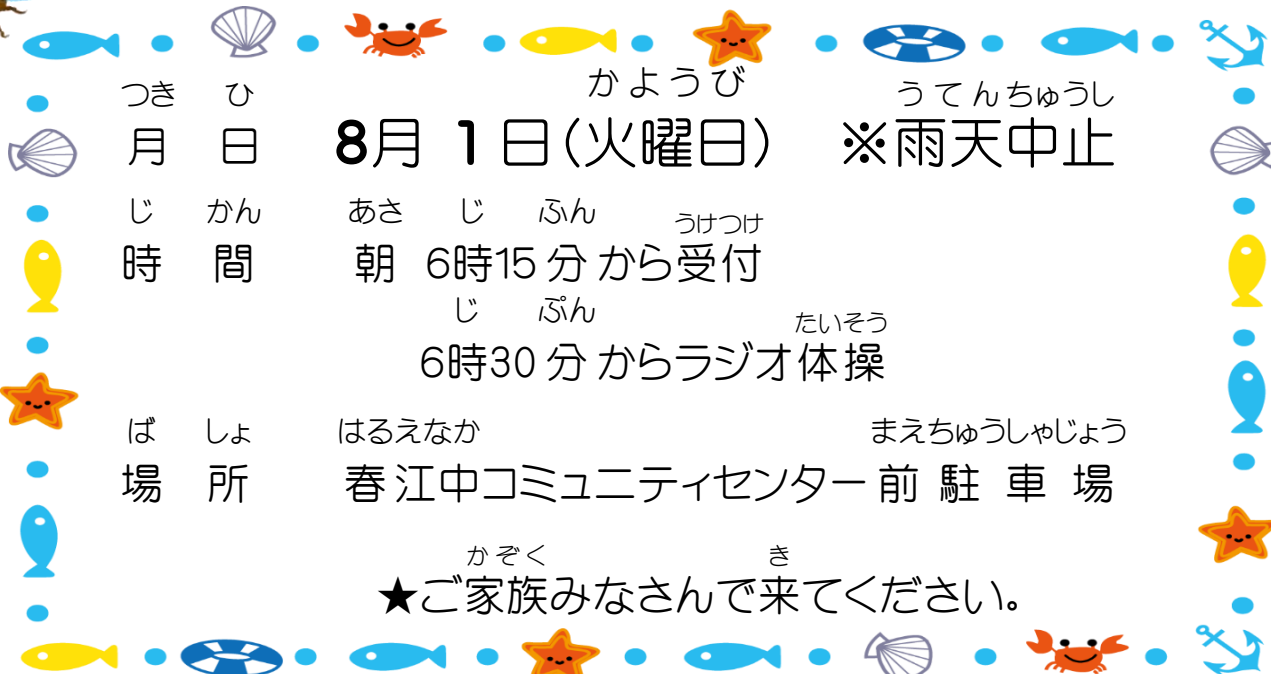 つき ひ かようび うてんちゅうし
月 日 8月 1日(火曜日) ※雨天中止
じ かん あさ じ ふん うけつけ
時 間 朝 6時15分から受付
じ ぷん たいそう
6時30分からラジオ体操
ば しょ はるえなか まえちゅうしゃじょう
場 所 春江中コミュニティセンター前駐車場
かぞく き
★ご家族みなさんで来てください。